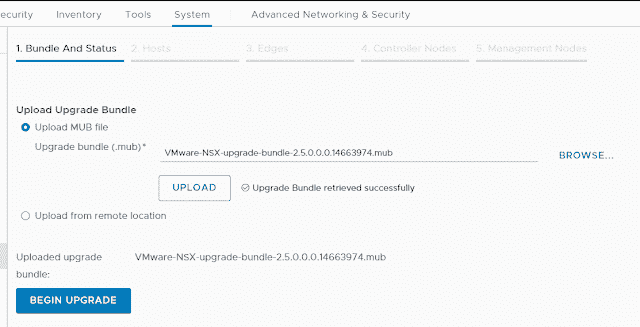 ecurity Inventory Tools System Advanced Networking & Security
1. Bundle And Status 2. Hosts 3. Edges 4. Controller Nodes 5. Management Nodes
Upload Upgrade Bundle
Upload MUB file
Upgrade bundle (.mub)* VMware-NSX-upgrade-bundle-2.5.0.0.0.14663974.mub BROWSE...
UPLOAD Upgrade Bundle retrieved successfully
Upload from remote location
Uploaded upgrade VMware-NSX-upgrade-bundle-2.5.0.0.0.14663974.mub
bundle:
BEGIN UPGRADE